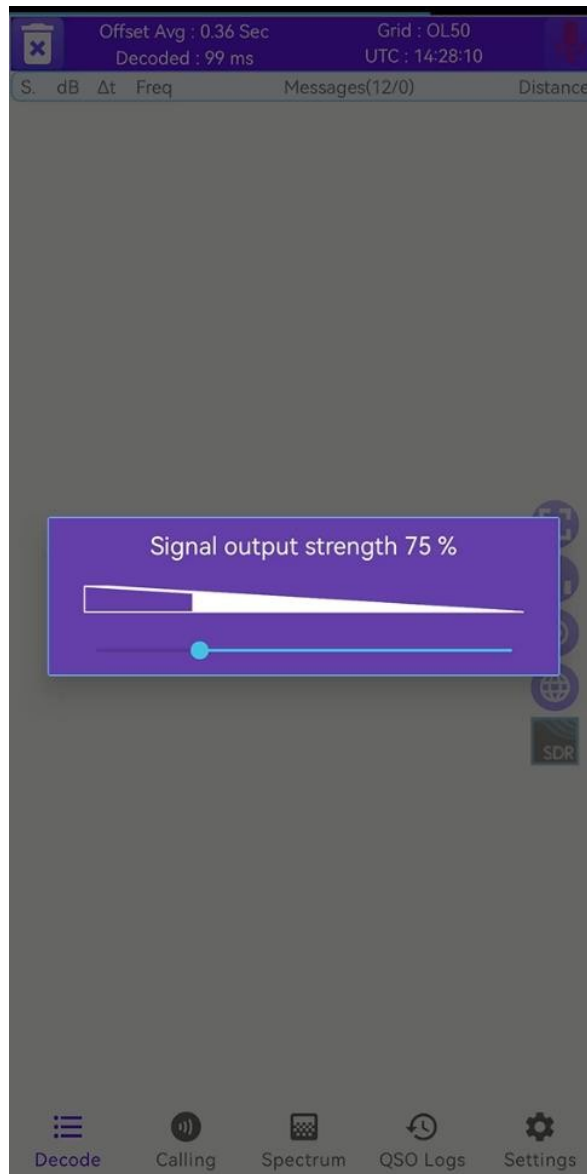 Offset Avg : 0.36 Sec
Grid : OL50
Decoded : 99 ms
UTC : 14:28:10
S. dB Δt Freq Messages(12/0) Distance
Signal output strength 75 %
SDR
Decode Calling Spectrum QSO Logs Settings